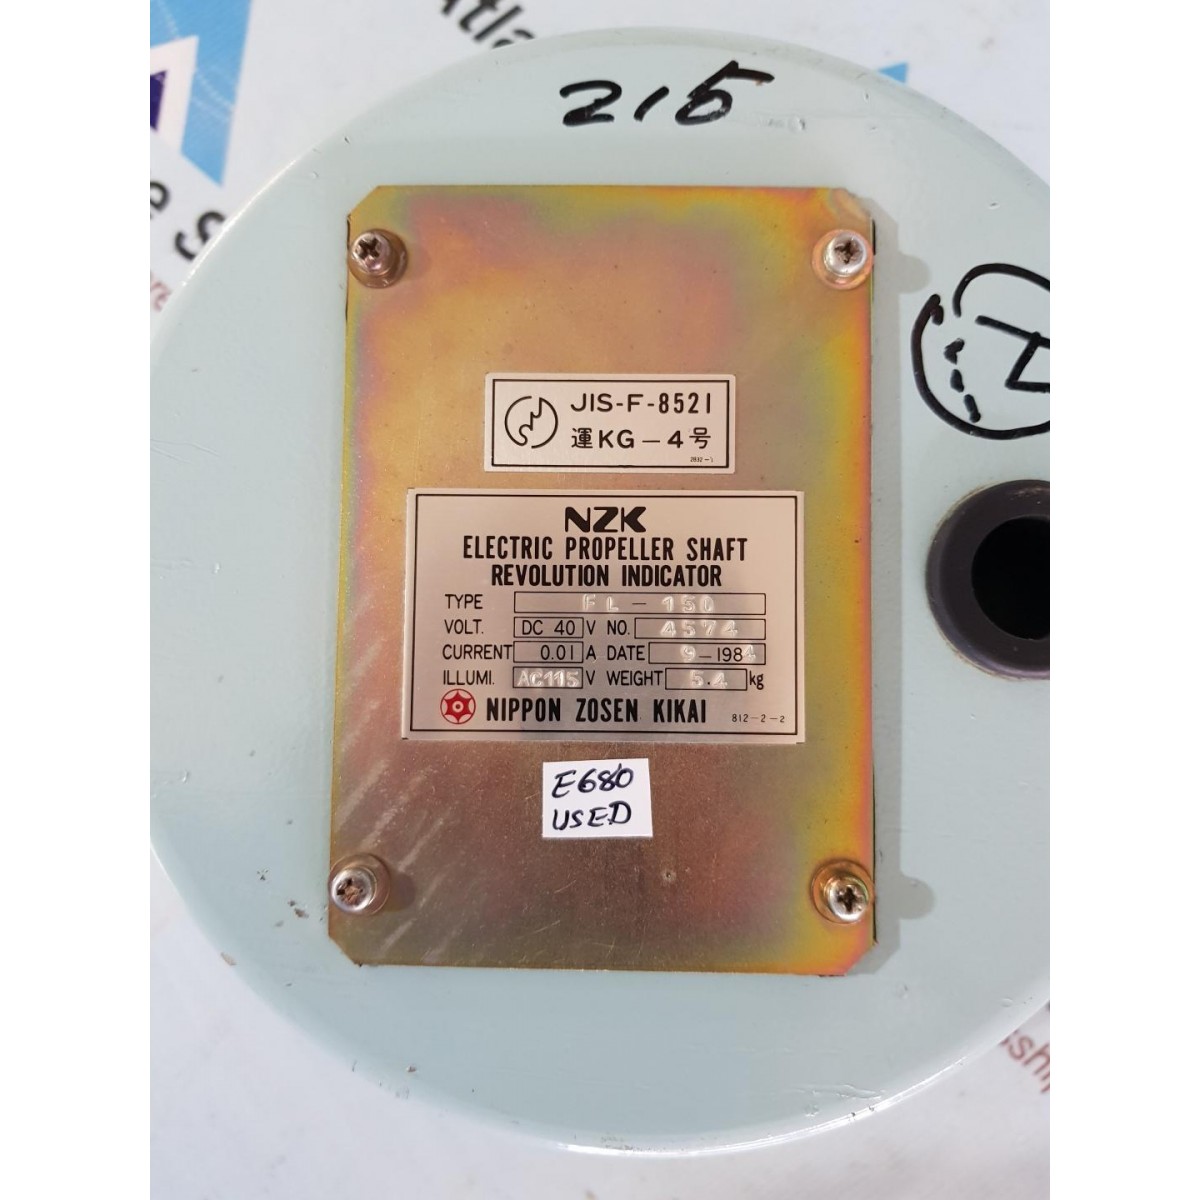 215
JIS-F-8521
運KG-4号
2832-1
NZK
ELECTRIC PROPELLER SHAFT
REVOLUTION INDICATOR
TYPE FL-150
VOLT. DC 40 V NO. 4574
CURRENT 0.01 A DATE 9-1984
ILLUMI. AC115 V WEIGHT 5.4 kg
NIPPON ZOSEN KIKAI 812-2-2
E680
USED